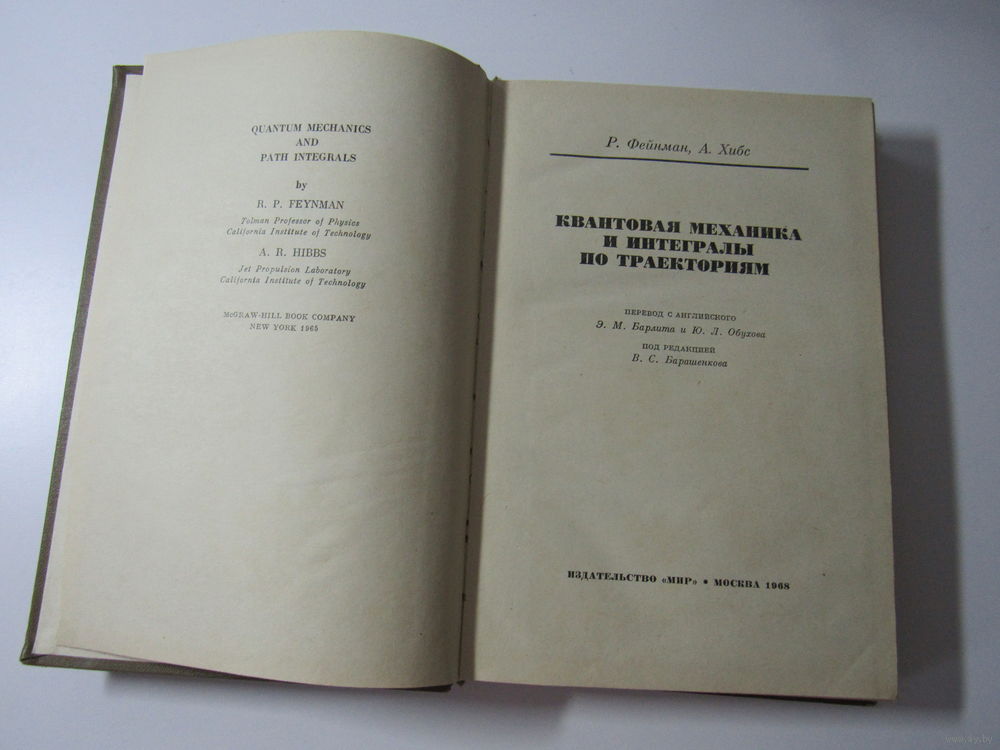 QUANTUM MECHANICS
AND
PATH INTEGRALS
by
R. P. FEYNMAN
Tolman Professor of Physics
California Institute of Technology
A. R. HIBBS
Jet Propulsion Laboratory
California Institute of Technology
McGRAW-HILL BOOK COMPANY
NEW YORK 1965
Р. Фейнман, А. Хибс
КВАНТОВАЯ МЕХАНИКА
И ИНТЕГРАЛЫ
ПО ТРАЕКТОРИЯМ
ПЕРЕВОД С АНГЛИЙСКОГО
Э. М. Барлита и Ю. Л. Обухова
ПОД РЕДАКЦИЕЙ
В. С. Барашенкова
ИЗДАТЕЛЬСТВО «МИР» • МОСКВА 1968